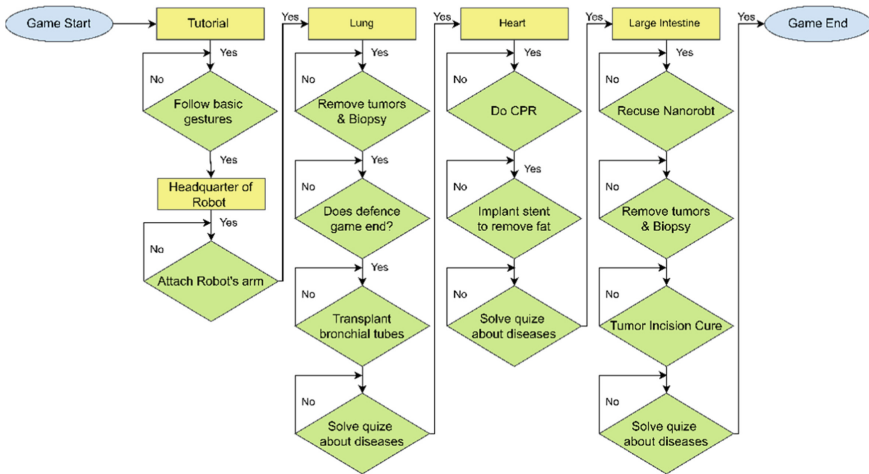 Game Start
Tutorial
Yes
No
Follow basic
gestures
Yes
Headquarter of
Robot
Yes
No
Attach Robot's arm
Yes
Lung
Yes
No
Remove tumors
& Biopsy
Yes
No
Does defence
game end?
Yes
No
Transplant
bronchial tubes
No
Solve quize
about diseases
Yes
Heart
Yes
No
Do CPR
Yes
No
Implant stent
to remove fat
No
Solve quize
about diseases
Yes
Large Intestine
Yes
No
Recuse Nanorobt
No
Remove tumors
& Biopsy
No
Tumor Incision Cure
No
Solve quize
about diseases
Yes
Game End